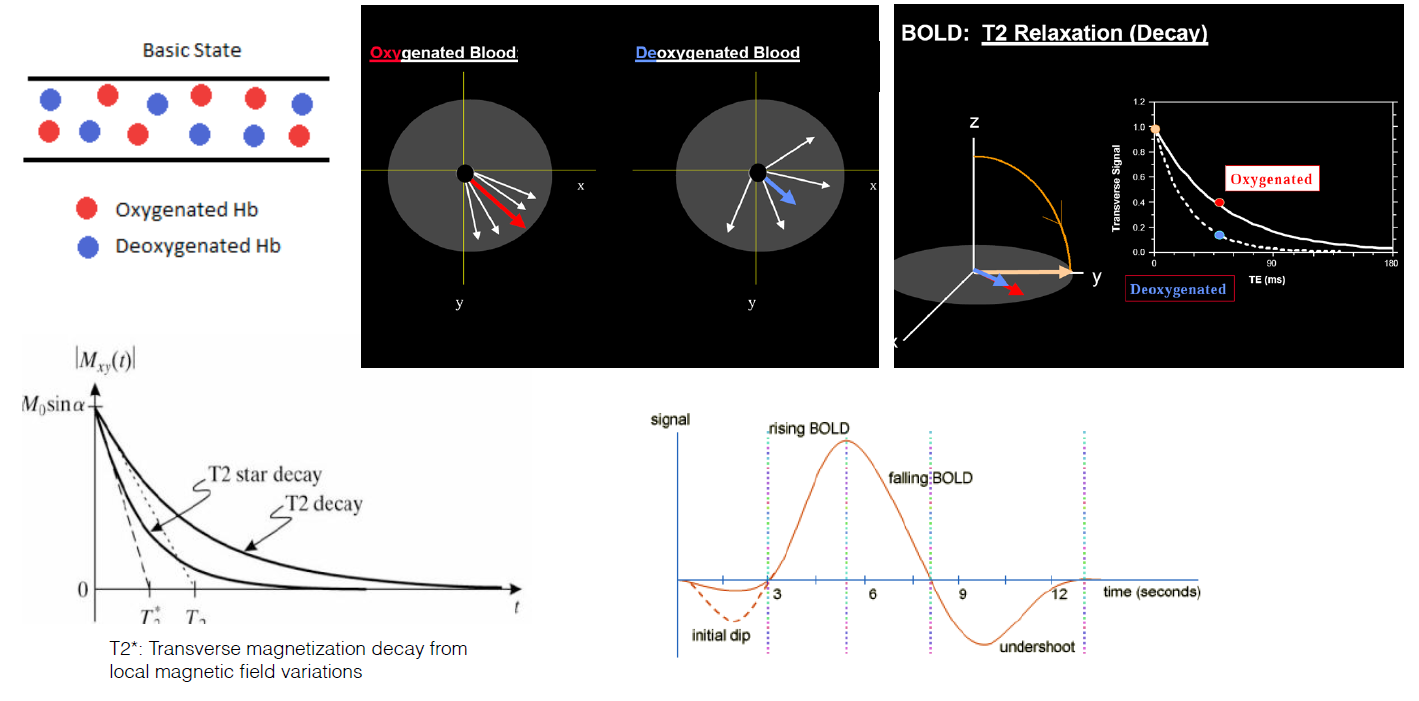 Basic State
Oxygenated Hb
Deoxygenated Hb
Oxygenated Blood
Deoxygenated Blood
x
y
x
y
BOLD: T2 Relaxation (Decay)
z
y
Transverse Signal
1.2
1.0
0.8
0.6
0.4
0.2
0.0
0
90
180
TE (ms)
Oxygenated
Deoxygenated
|Mxy(t)|
M0sinα
T2 star decay
T2 decay
0
T2*
t
T2*: Transverse magnetization decay from
local magnetic field variations
signal
rising BOLD
falling BOLD
3
6
9
12
time (seconds)
initial dip
undershoot